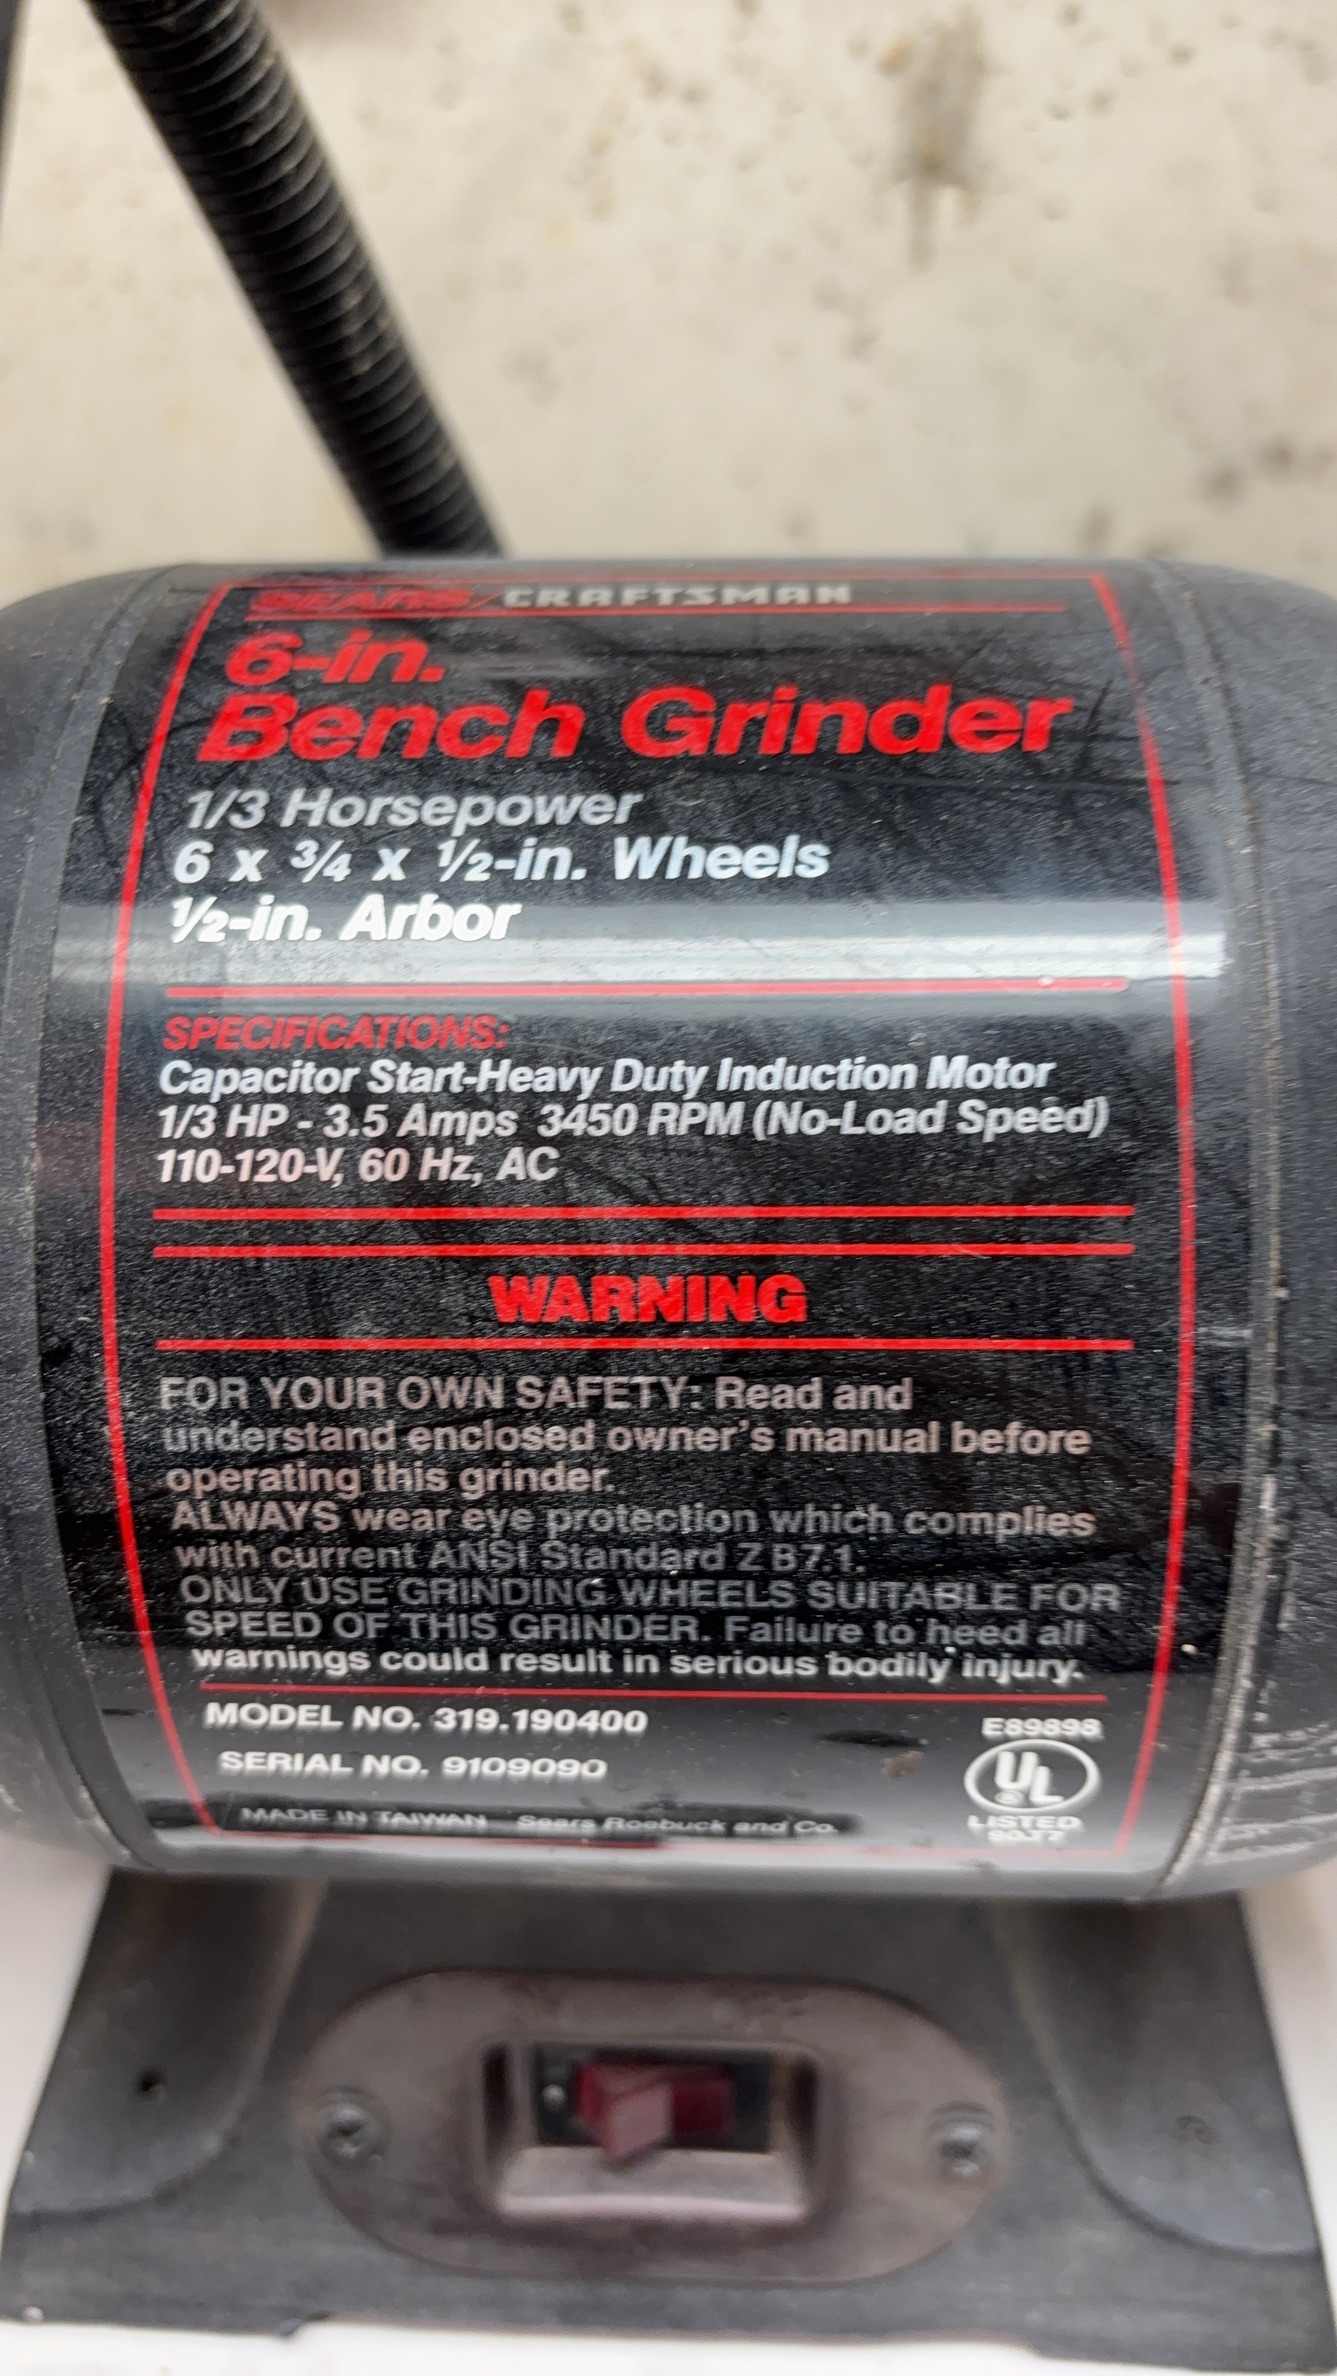 SEARS/CRAFTSMAN
6-in.
Bench Grinder
1/3 Horsepower
6 x 3/4 x 1/2-in. Wheels
1/2-in. Arbor
SPECIFICATIONS:
Capacitor Start-Heavy Duty Induction Motor
1/3 HP - 3.5 Amps 3450 RPM (No-Load Speed)
110-120-V, 60 Hz, AC
WARNING
FOR YOUR OWN SAFETY: Read and
understand enclosed owner's manual before
operating this grinder.
ALWAYS wear eye protection which complies
with current ANSI Standard Z B7.1.
ONLY USE GRINDING WHEELS SUITABLE FOR
SPEED OF THIS GRINDER. Failure to heed all
warnings could result in serious bodily injury.
MODEL NO. 319.190400
SERIAL NO. 9109090
MADE IN TAIWAN Sears Roebuck and Co.
E89898
UL ®
LISTED
90J7